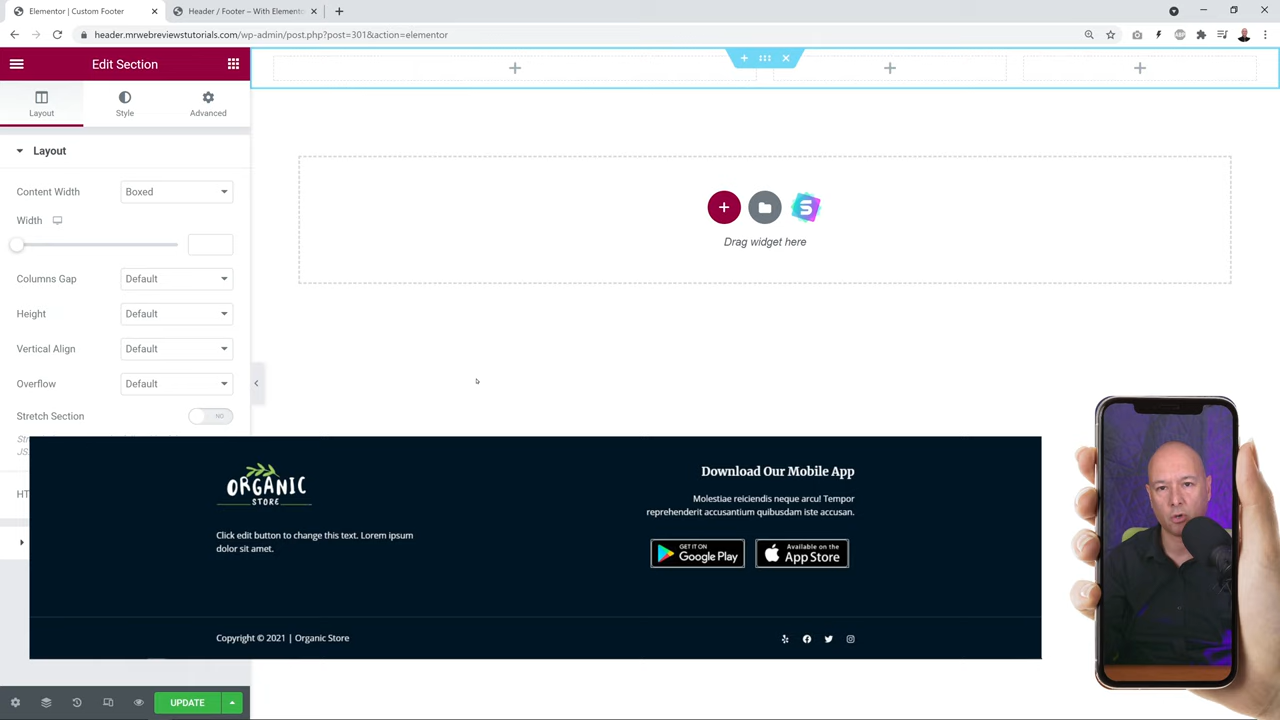 Elementor | Custom Footer
Header / Footer – With Elemento
header.mrwebreviewstutorials.com/wp-admin/post.php?post=301&action=elementor
Edit Section
Layout
Style
Advanced
Layout
Content Width
Boxed
Width
Columns Gap
Default
Height
Default
Vertical Align
Default
Overflow
Default
Stretch Section
NO
Drag widget here
ORGANIC
STORE
Click edit button to change this text. Lorem ipsum
dolor sit amet.
Download Our Mobile App
Molestiae reiciendis neque arcu! Tempor
reprehenderit accusantium quibusdam iste accusan.
GET IT ON
Google Play
Available on the
App Store
Copyright © 2021 | Organic Store
UPDATE